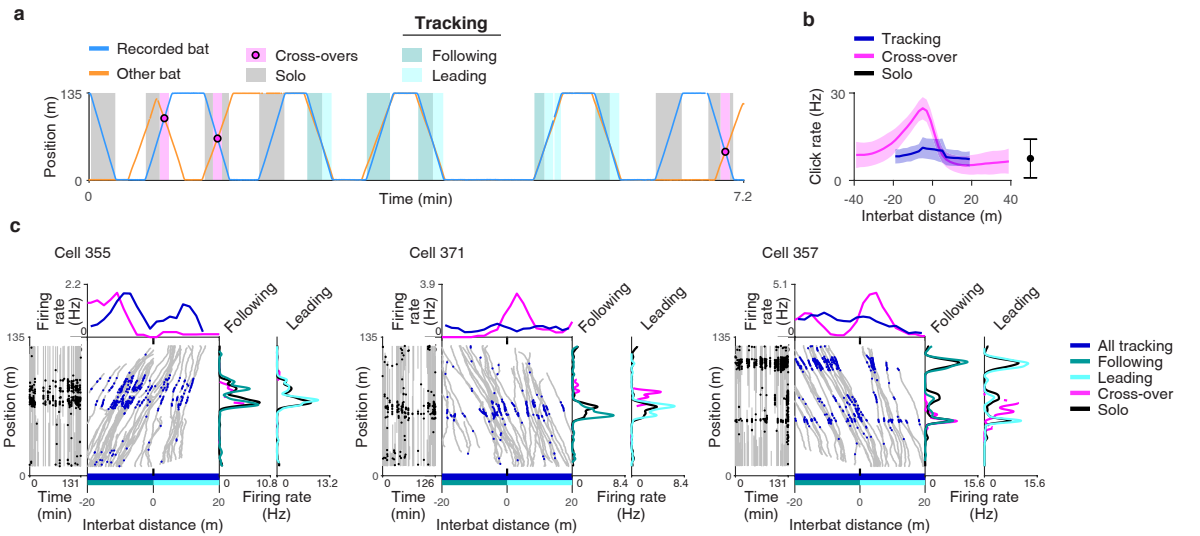 a
Tracking
Recorded bat
Other bat
Cross-overs
Solo
Following
Leading
Position (m)
135
0
0
Time (min)
7.2
b
Tracking
Cross-over
Solo
Click rate (Hz)
30
0
-40 -20 0 20 40
Interbat distance (m)
c
Cell 355
Firing rate (Hz)
2.2
0
Following
Leading
Position (m)
135
0
0 131
Time (min)
-20 0 20
Interbat distance (m)
0 10.8
0 13.2
Firing rate (Hz)
Cell 371
Firing rate (Hz)
3.9
0
Following
Leading
Position (m)
135
0
0 126
Time (min)
-20 0 20
Interbat distance (m)
0 8.4
0 8.4
Firing rate (Hz)
Cell 357
Firing rate (Hz)
5.1
0
Following
Leading
Position (m)
135
0
0 131
Time (min)
-20 0 20
Interbat distance (m)
0 15.6
0 15.6
Firing rate (Hz)
All tracking
Following
Leading
Cross-over
Solo